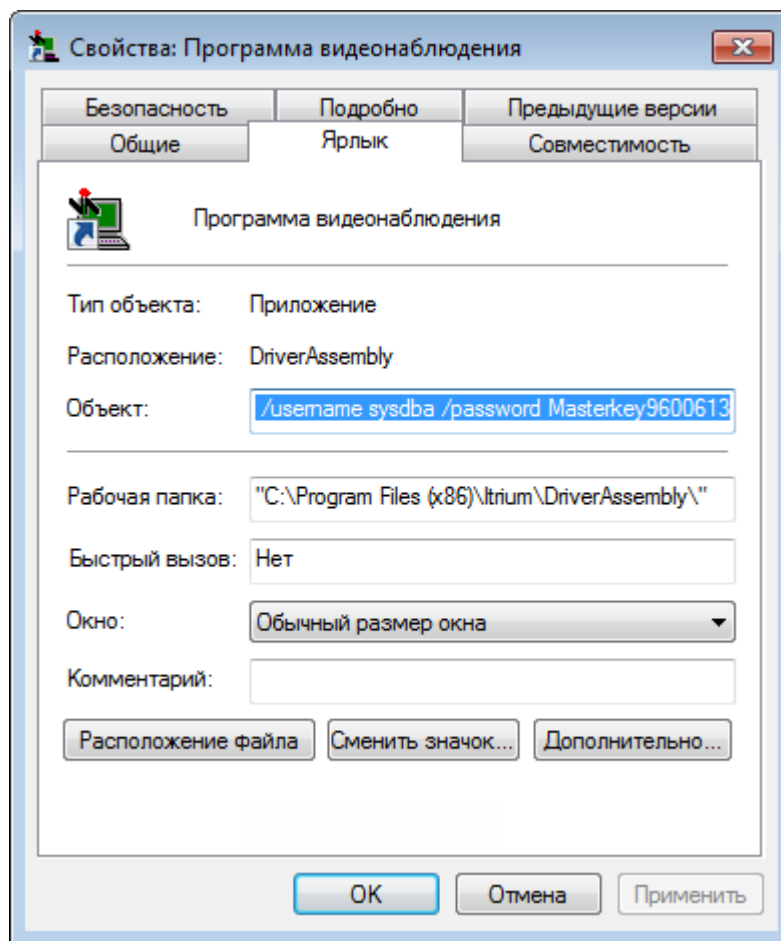 Свойства: Программа видеонаблюдения
Безопасность Подробно Предыдущие версии
Общие Ярлык Совместимость
Программа видеонаблюдения
Тип объекта: Приложение
Расположение: DriverAssembly
Объект: /username sysdba /password Masterkey9600613
Рабочая папка: "C:\Program Files (x86)\Itrium\DriverAssembly\"
Быстрый вызов: Нет
Окно: Обычный размер окна
Комментарий:
Расположение файла Сменить значок... Дополнительно...
OK Отмена Применить